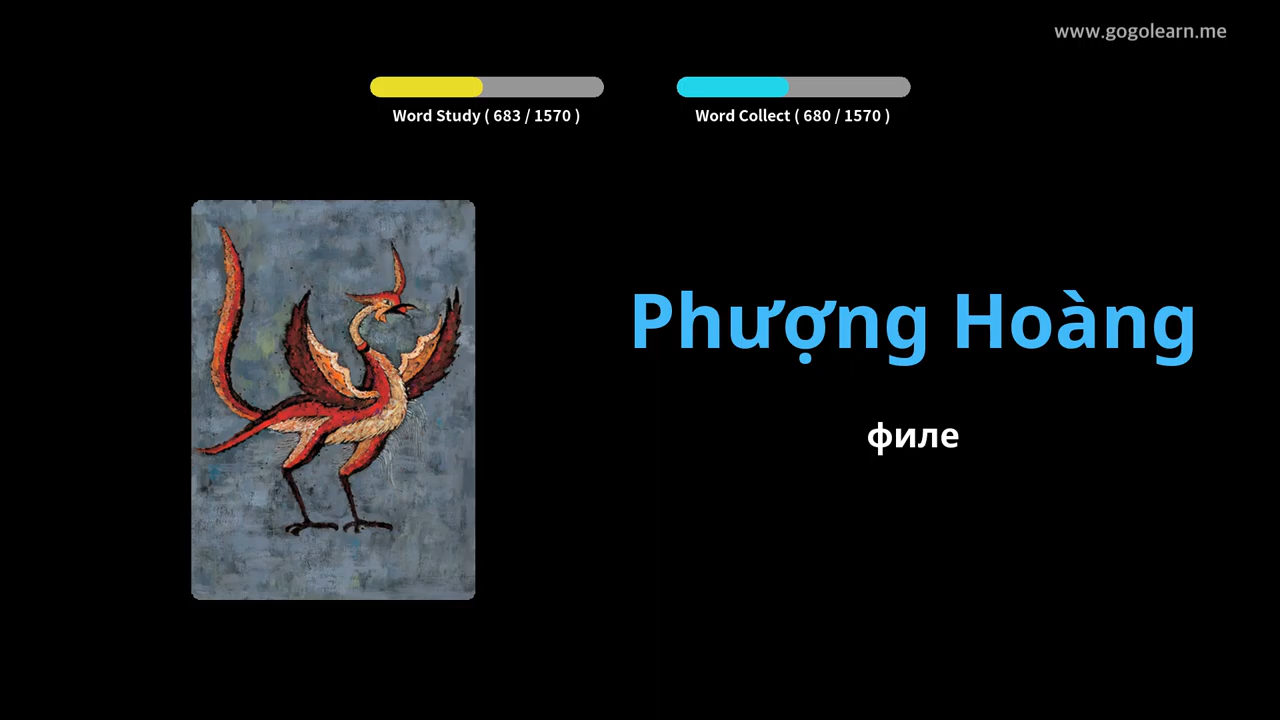 www.gogolearn.me
Word Study ( 683 / 1570 )
Word Collect ( 680 / 1570 )
Phượng Hoàng
филе